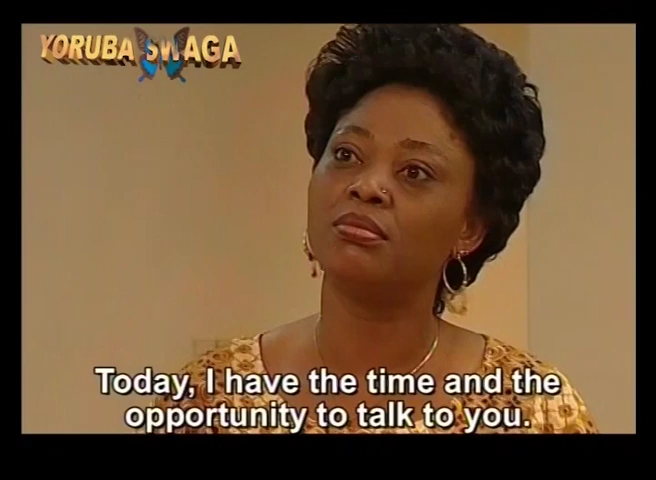 YORUBA SWAGA
Today, I have the time and the
opportunity to talk to you.